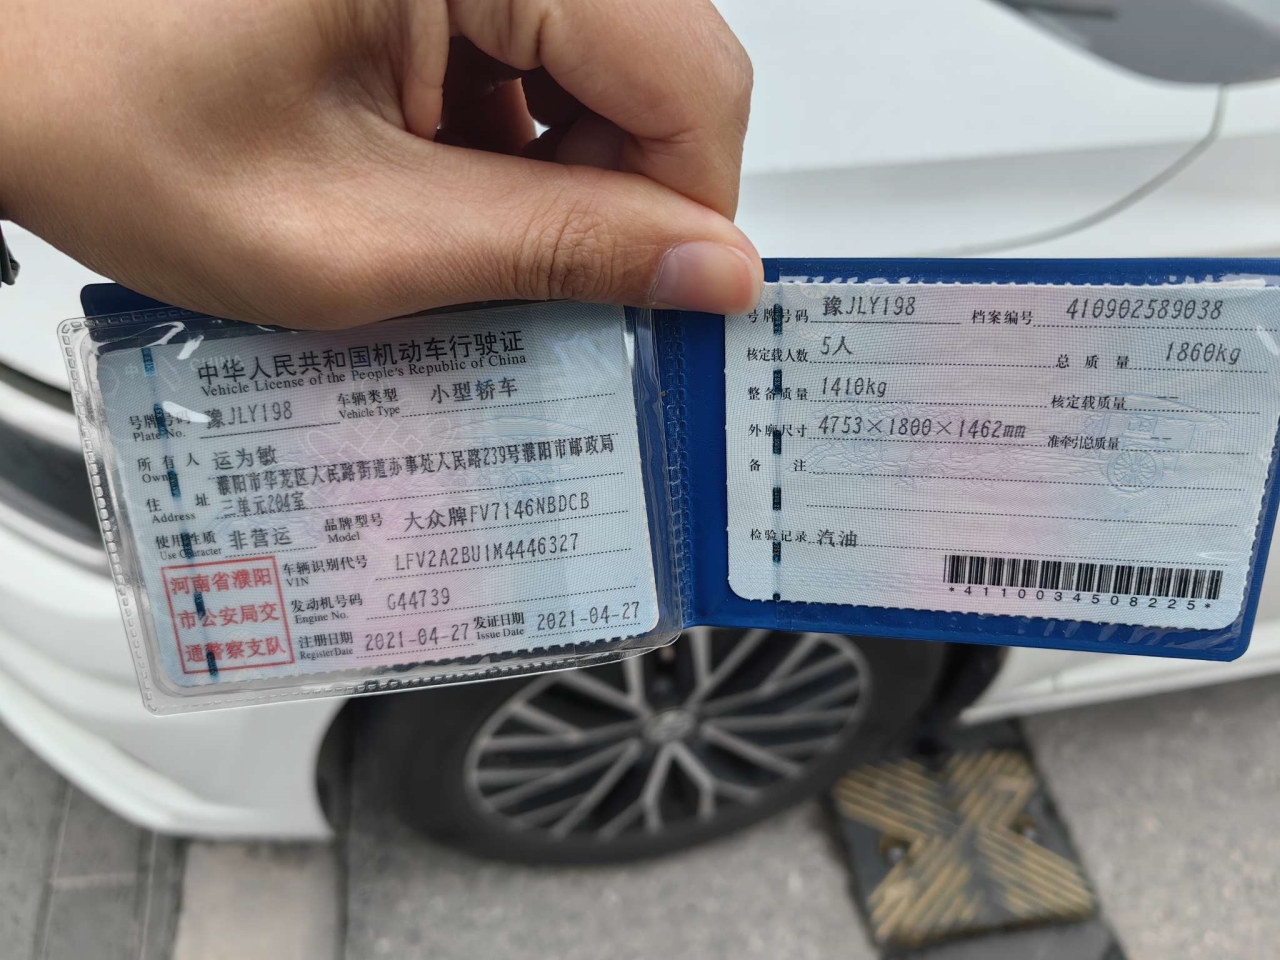 中华人民共和国机动车行驶证
Vehicle License of the People's Republic of China
号牌号码 豫JLY198 车辆类型 小型轿车
Plate No. Vehicle Type
所有人 运为敏
Owner
住址 濮阳市华龙区人民路街道办事处人民路239号濮阳市邮政局
Address 三单元204室
使用性质 非营运 品牌型号 大众牌FV7146NBDCB
Use Character Model
河南省濮阳
市公安局交
通警察支队
车辆识别代号 LFV2A2BU1M4446327
VIN
发动机号码 G44739
Engine No.
注册日期 2021-04-27 发证日期 2021-04-27
Register Date Issue Date
号牌号码 豫JLY198 档案编号 410902589038
核定载人数 5人 总质量 1860kg
整备质量 1410kg 核定载质量 --
外廓尺寸 4753×1800×1462mm 准牵引总质量 --
备注
检验记录 汽油
*4110034508225*